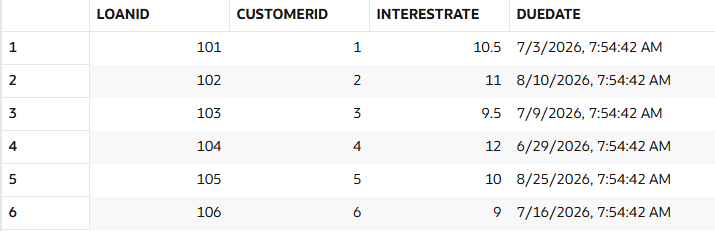 LOANID CUSTOMERID INTERESTRATE DUEDATE
1 101 1 10.5 7/3/2026, 7:54:42 AM
2 102 2 11 8/10/2026, 7:54:42 AM
3 103 3 9.5 7/9/2026, 7:54:42 AM
4 104 4 12 6/29/2026, 7:54:42 AM
5 105 5 10 8/25/2026, 7:54:42 AM
6 106 6 9 7/16/2026, 7:54:42 AM